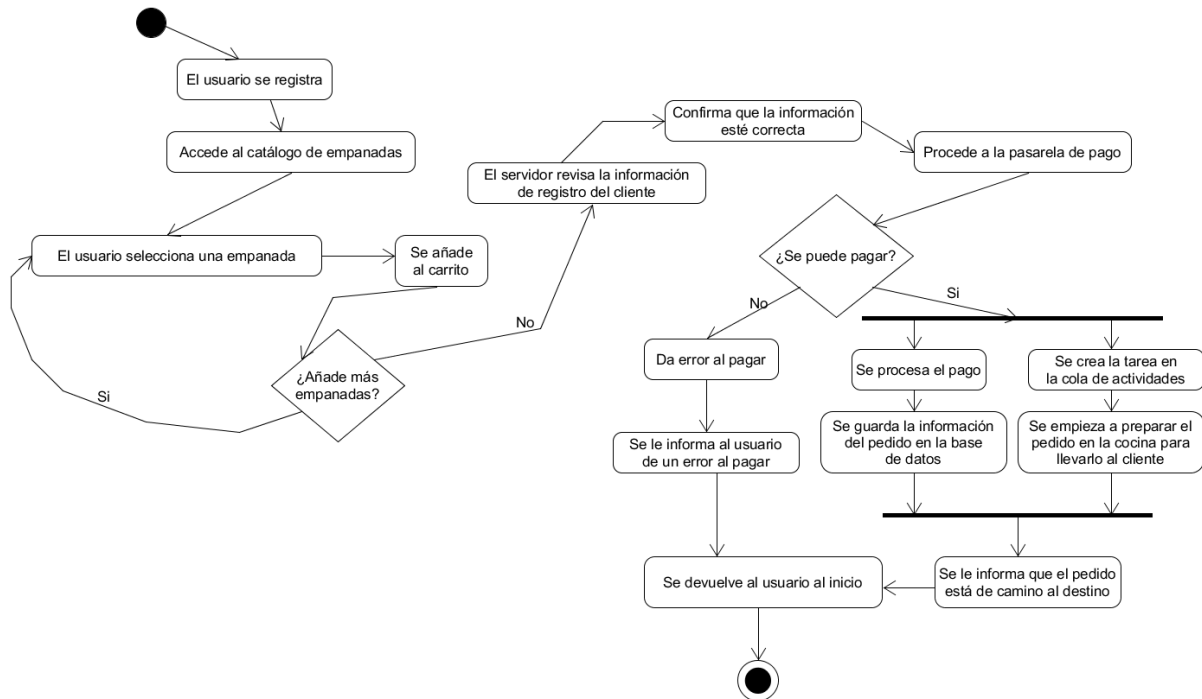 El usuario se registra
Accede al catálogo de empanadas
El usuario selecciona una empanada
Se añade
al carrito
¿Añade más
empanadas?
Si
No
El servidor revisa la información
de registro del cliente
Confirma que la información
esté correcta
Procede a la pasarela de pago
¿Se puede pagar?
No
Si
Da error al pagar
Se le informa al usuario
de un error al pagar
Se procesa el pago
Se guarda la información
del pedido en la base
de datos
Se crea la tarea en
la cola de actividades
Se empieza a preparar el
pedido en la cocina para
llevarlo al cliente
Se le informa que el pedido
está de camino al destino
Se devuelve al usuario al inicio